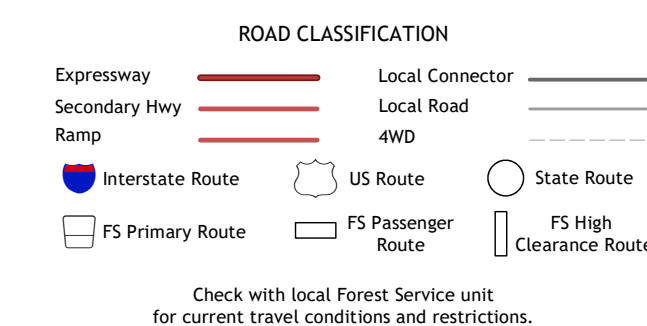 ROAD CLASSIFICATION
Expressway
Local Connector
Secondary Hwy
Local Road
Ramp
4WD
Interstate Route
US Route
State Route
FS Primary Route
FS Passenger
Route
FS High
Clearance Route
Check with local Forest Service unit
for current travel conditions and restrictions.